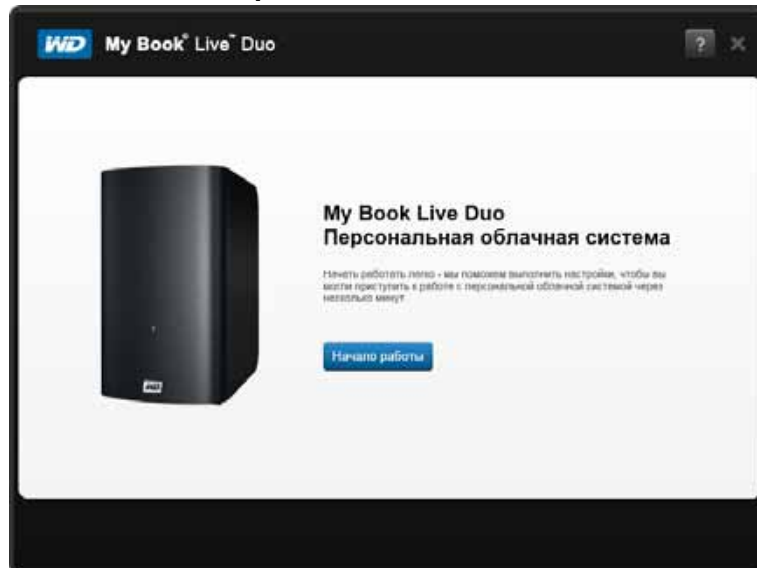 WD My Book® Live™ Duo
?
My Book Live Duo
Персональная облачная система
Начать работать легко - мы поможем выполнить настройки, чтобы вы
могли приступить к работе с персональной облачной системой через
несколько минут
Начало работы
WD